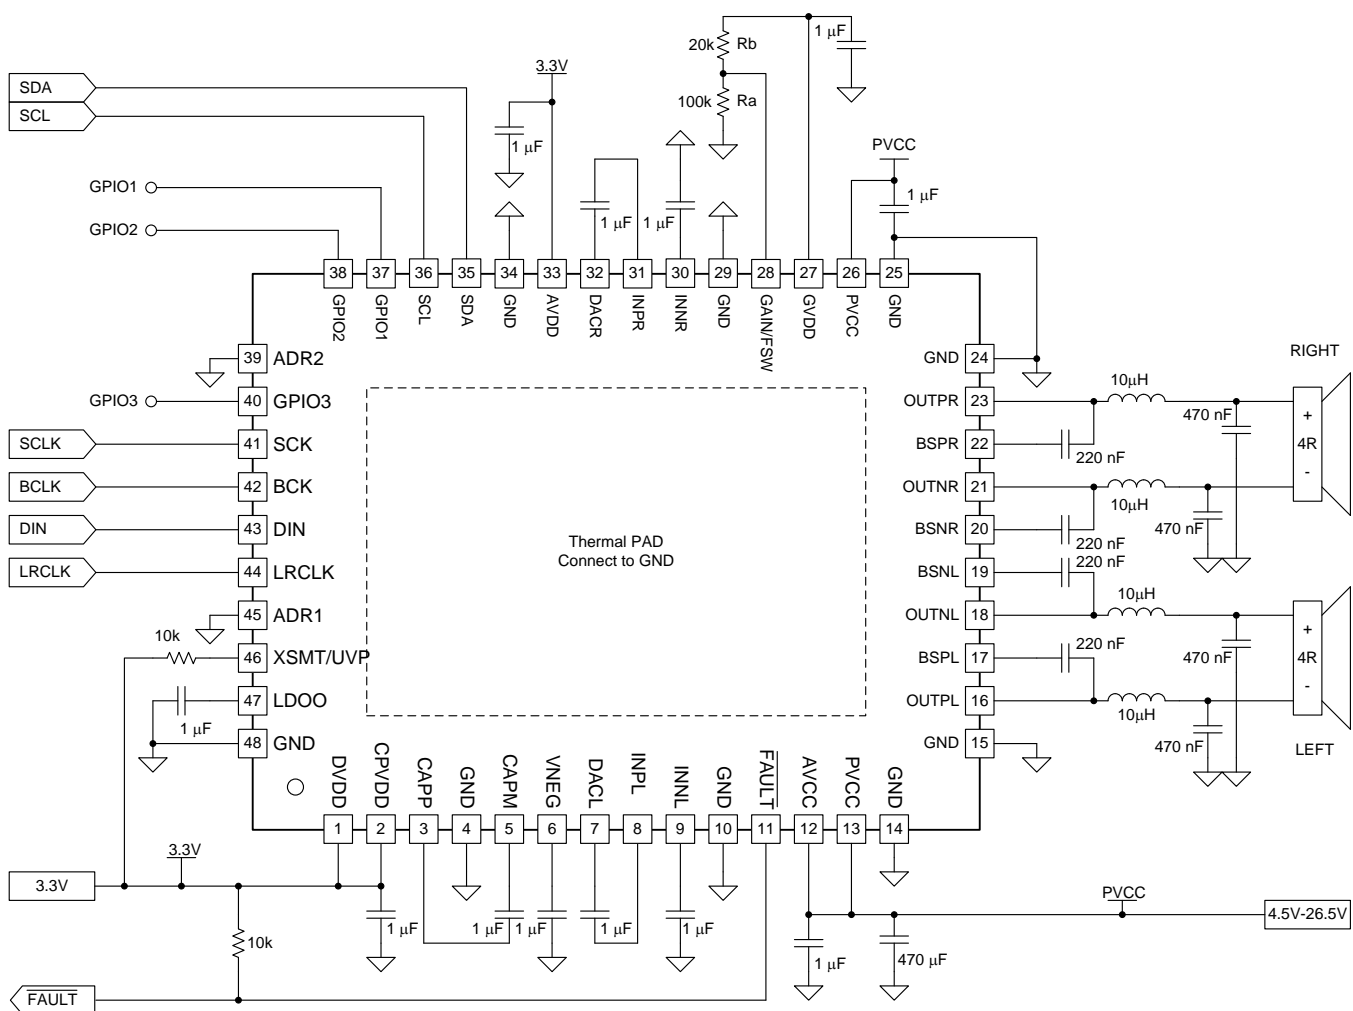 1 μF
20k
Rb
100k
Ra
3.3V
SDA
SCL
1 μF
PVCC
GPIO1
1 μF
1 μF
1 μF
GPIO2
38
37
36
35
34
33
32
31
30
29
28
27
26
25
GPIO2
GPIO1
SCL
SDA
GND
AVDD
DACR
INPR
INNR
GND
GAIN/FSW
GVDD
PVCC
GND
39 ADR2
GPIO3
40 GPIO3
SCLK
41 SCK
BCLK
42 BCK
DIN
43 DIN
LRCLK
44 LRCLK
45 ADR1
10k
46 XSMT/UVP
47 LDOO
1 μF
48 GND
Thermal PAD
Connect to GND
GND 24
OUTPR 23
BSPR 22
OUTNR 21
BSNR 20
BSNL 19
OUTNL 18
BSPL 17
OUTPL 16
GND 15
RIGHT
10μH
470 nF
+
4R
-
220 nF
10μH
470 nF
220 nF
220 nF
10μH
+
470 nF
4R
-
220 nF
10μH
470 nF
LEFT
DVDD
CPVDD
CAPP
GND
CAPM
VNEG
DACL
INPL
INNL
GND
FAULT
AVCC
PVCC
GND
1
2
3
4
5
6
7
8
9
10
11
12
13
14
3.3V
3.3V
PVCC
4.5V-26.5V
10k
1 μF
1 μF
1 μF
1 μF
1 μF
1 μF
470 μF
FAULT